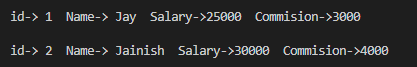 id-> 1 Name-> Jay Salary->25000 Commision->3000
id-> 2 Name-> Jainish Salary->30000 Commision->4000